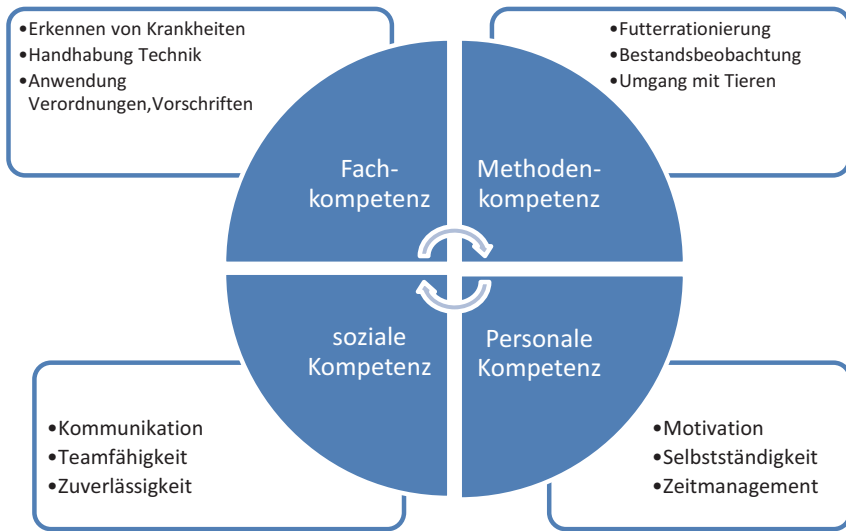 •Erkennen von Krankheiten
•Handhabung Technik
•Anwendung
Verordnungen,Vorschriften
•Futterrationierung
•Bestandsbeobachtung
•Umgang mit Tieren
Fach-
kompetenz
Methoden-
kompetenz
soziale
Kompetenz
Personale
Kompetenz
•Kommunikation
•Teamfähigkeit
•Zuverlässigkeit
•Motivation
•Selbstständigkeit
•Zeitmanagement